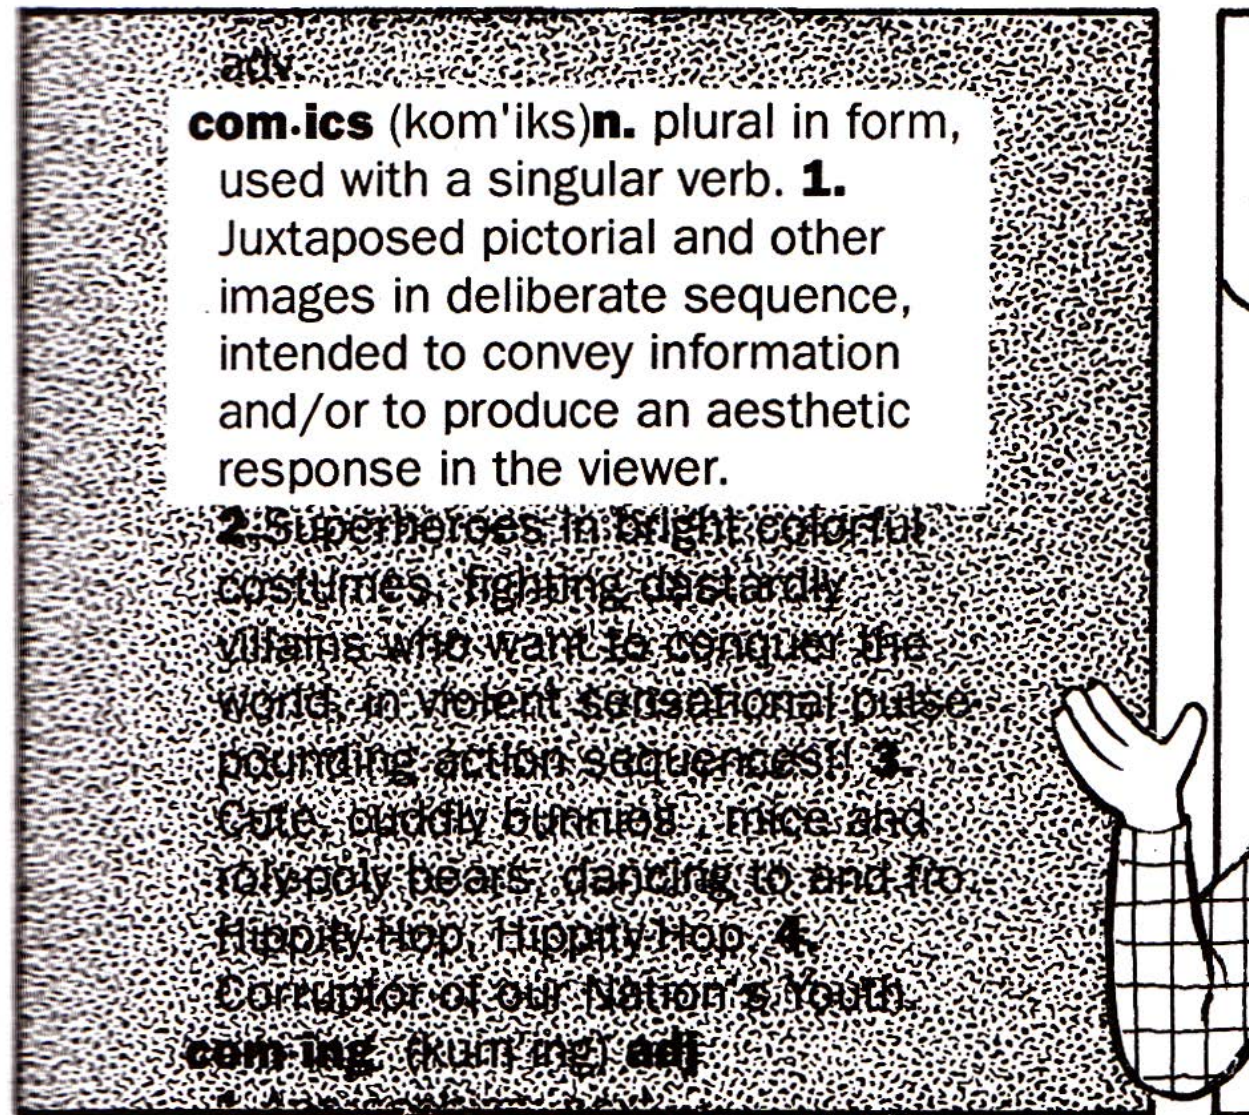 adv.
com·ics (kom'iks)n. plural in form,
used with a singular verb. 1.
Juxtaposed pictorial and other
images in deliberate sequence,
intended to convey information
and/or to produce an aesthetic
response in the viewer.
2.Superheroes in bright colorful
costumes, fighting dastardly
villains who want to conquer the
world, in violent sensational pulse-
pounding action sequences!! 3.
Cute, cuddly bunnies , mice and
roly-poly bears, dancing to and fro.
Hippity-Hop, Hippity-Hop. 4.
Corruptor of our Nation's Youth.
com·ing (kum'ing) adj